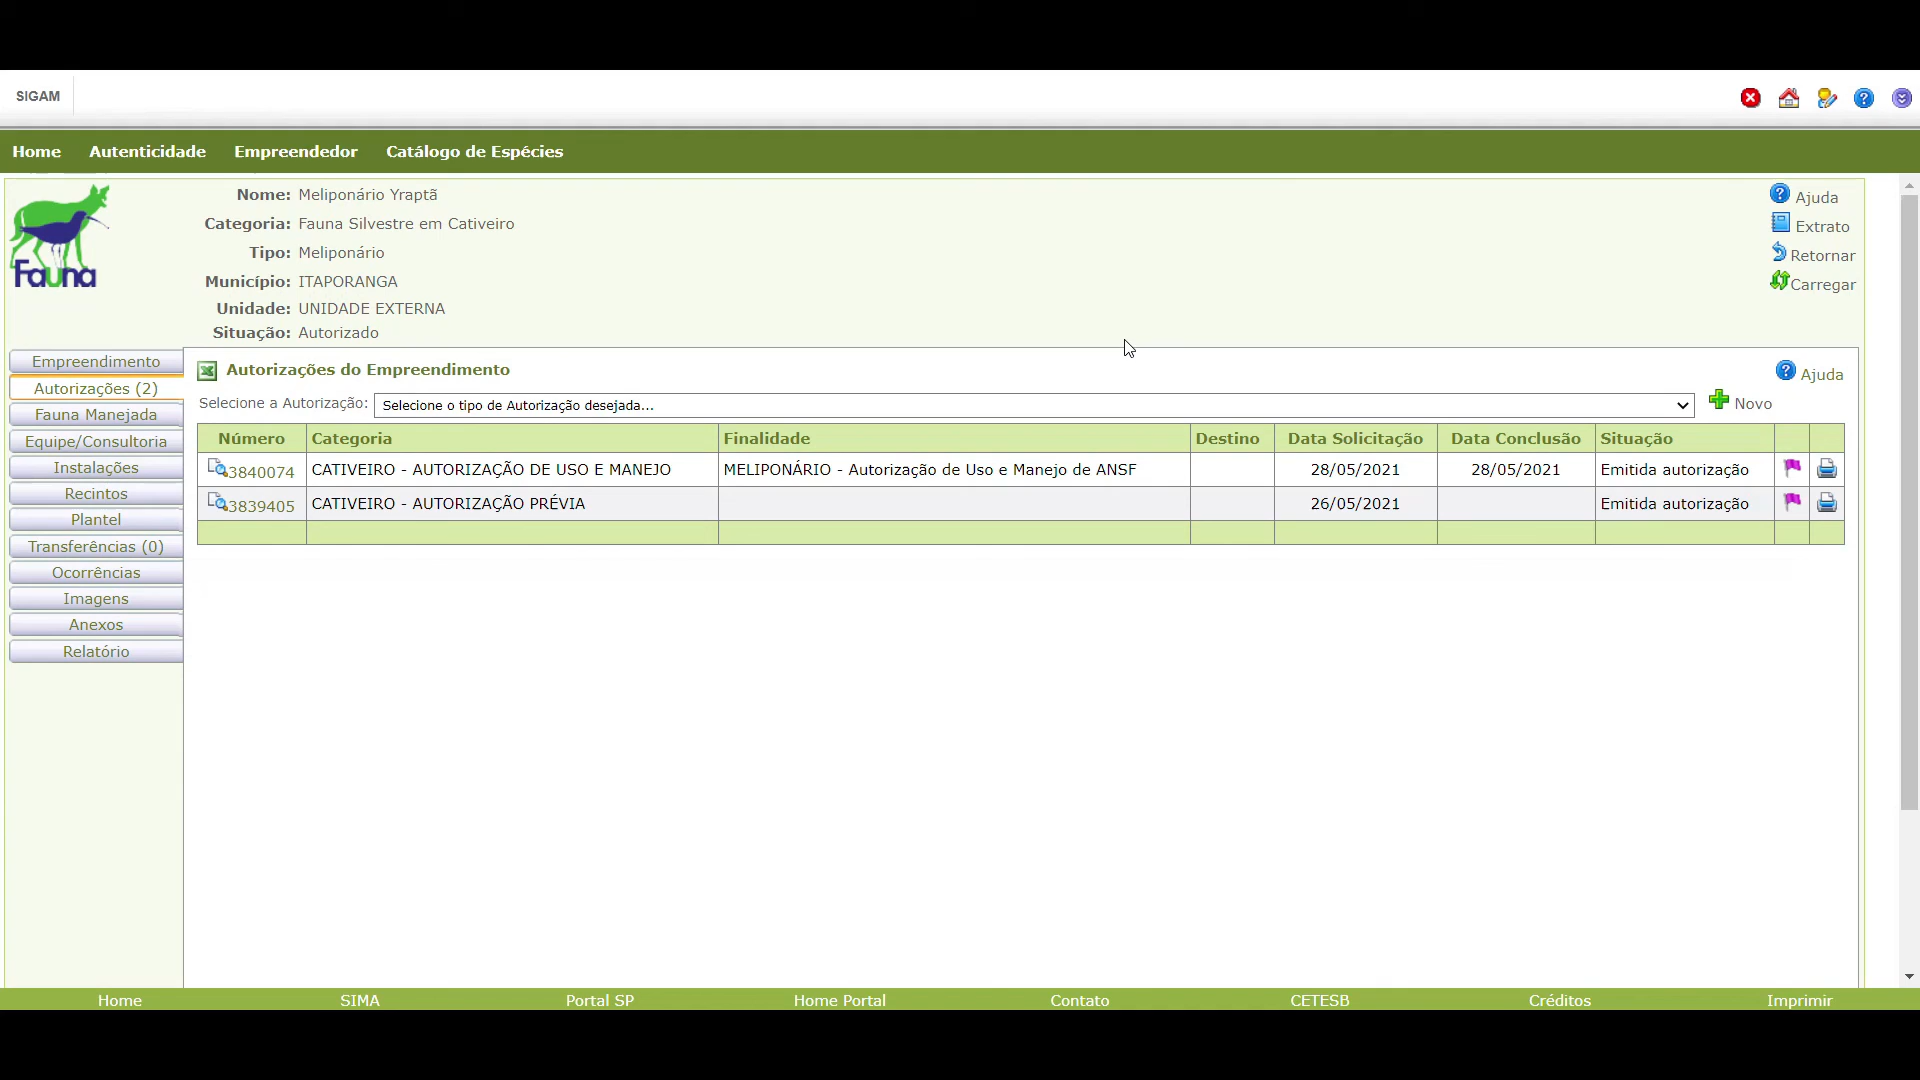 SIGAM
Home Autenticidade Empreendedor Catálogo de Espécies
Fauna
Nome: Meliponário Yraptã
Categoria: Fauna Silvestre em Cativeiro
Tipo: Meliponário
Município: ITAPORANGA
Unidade: UNIDADE EXTERNA
Situação: Autorizado
Ajuda
Extrato
Retornar
Carregar
Empreendimento
Autorizações (2)
Fauna Manejada
Equipe/Consultoria
Instalações
Recintos
Plantel
Transferências (0)
Ocorrências
Imagens
Anexos
Relatório
Autorizações do Empreendimento
Ajuda
Selecione a Autorização: Selecione o tipo de Autorização desejada... Novo
Número Categoria Finalidade Destino Data Solicitação Data Conclusão Situação
3840074 CATIVEIRO - AUTORIZAÇÃO DE USO E MANEJO MELIPONÁRIO - Autorização de Uso e Manejo de ANSF 28/05/2021 28/05/2021 Emitida autorização
3839405 CATIVEIRO - AUTORIZAÇÃO PRÉVIA 26/05/2021 Emitida autorização
Home SIMA Portal SP Home Portal Contato CETESB Créditos Imprimir